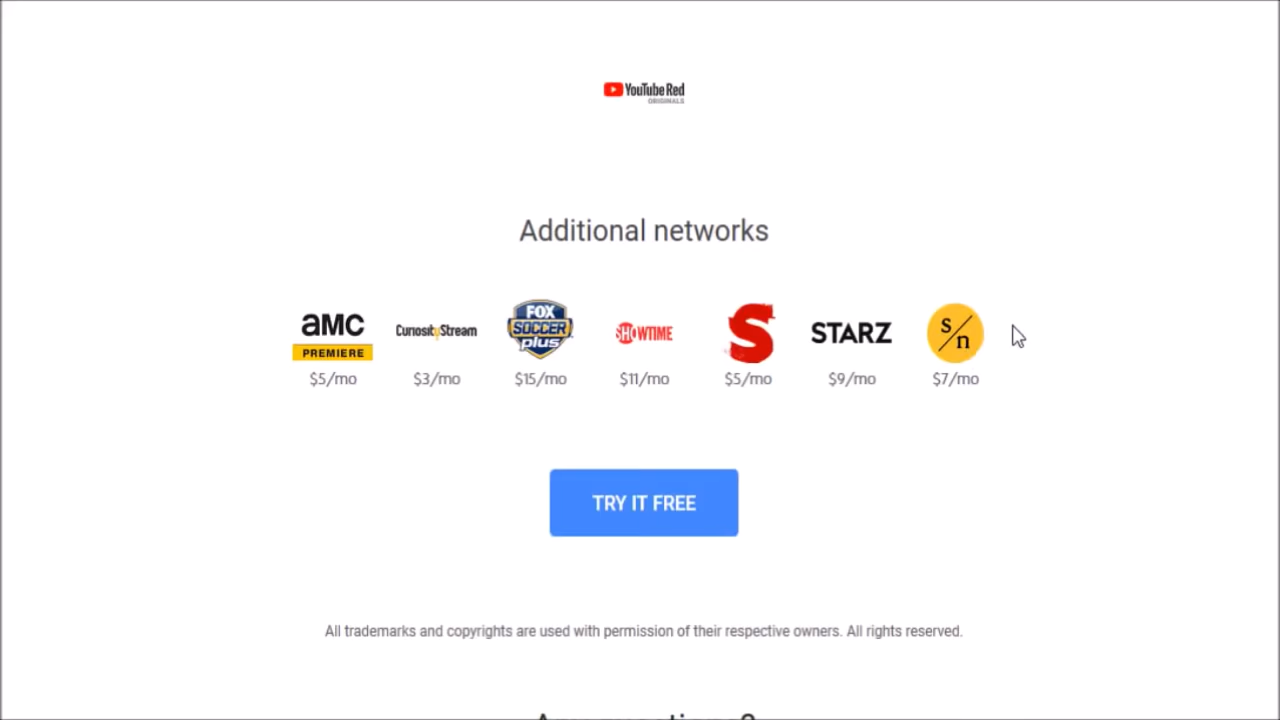 YouTube Red
ORIGINALS
Additional networks
aMC
PREMIERE
CuriosityStream
FOX
SOCCER
plus
SHOWTIME
S
STARZ
s/n
$5/mo $3/mo $15/mo $11/mo $5/mo $9/mo $7/mo
TRY IT FREE
All trademarks and copyrights are used with permission of their respective owners. All rights reserved.